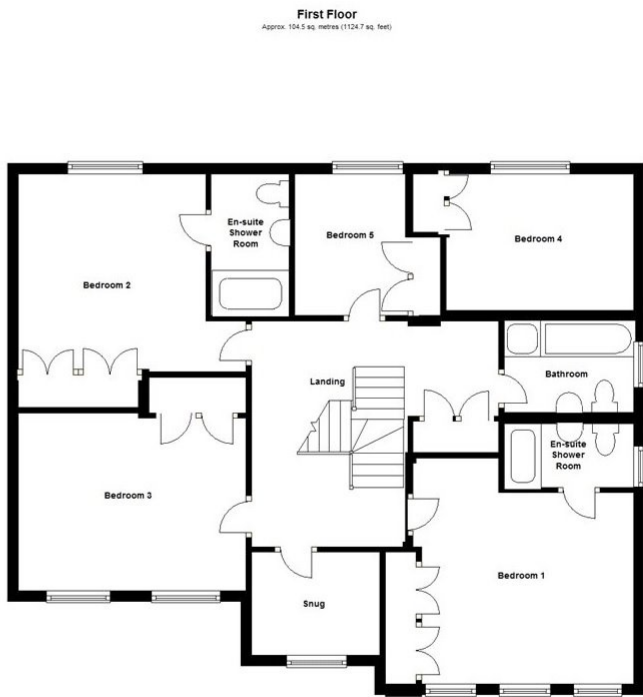 First Floor
Approx. 104.5 sq. metres (1124.7 sq. feet)
En-suite
Shower
Room
Bedroom 5
Bedroom 4
Bedroom 2
Landing
Bathroom
En-suite
Shower
Room
Bedroom 3
Bedroom 1
Snug